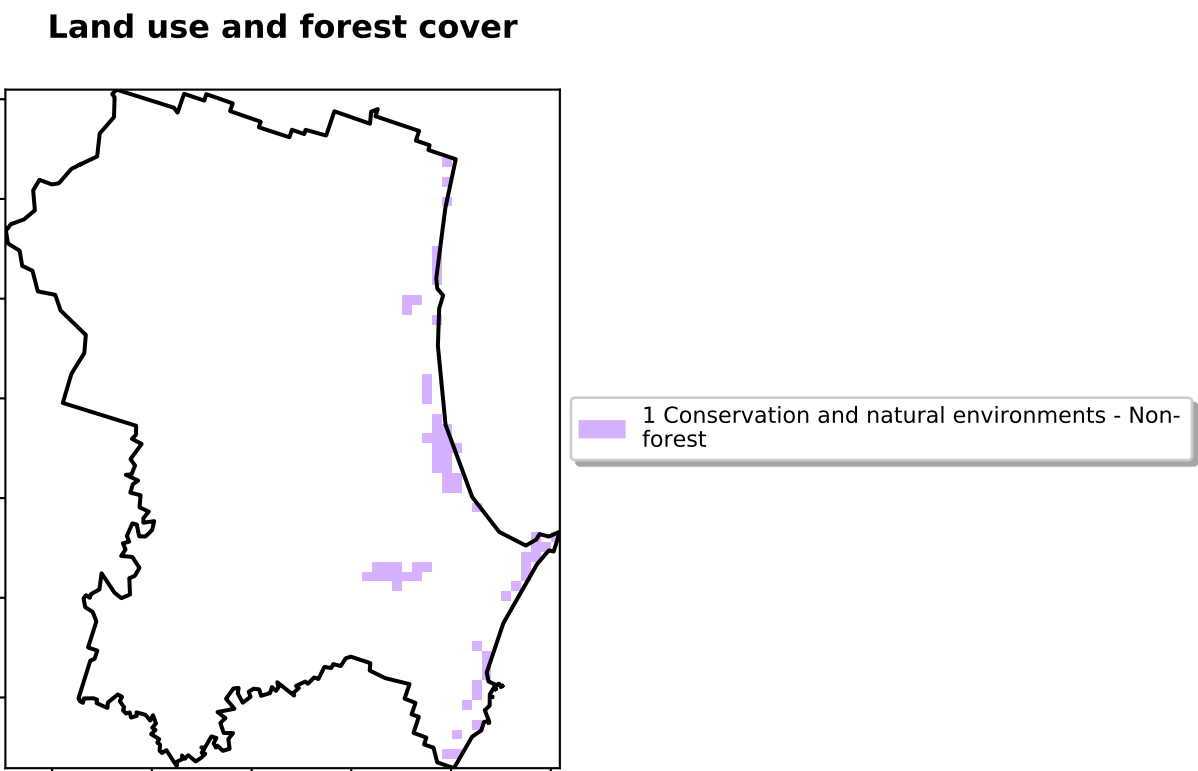 Land use and forest cover
1 Conservation and natural environments - Non-
forest